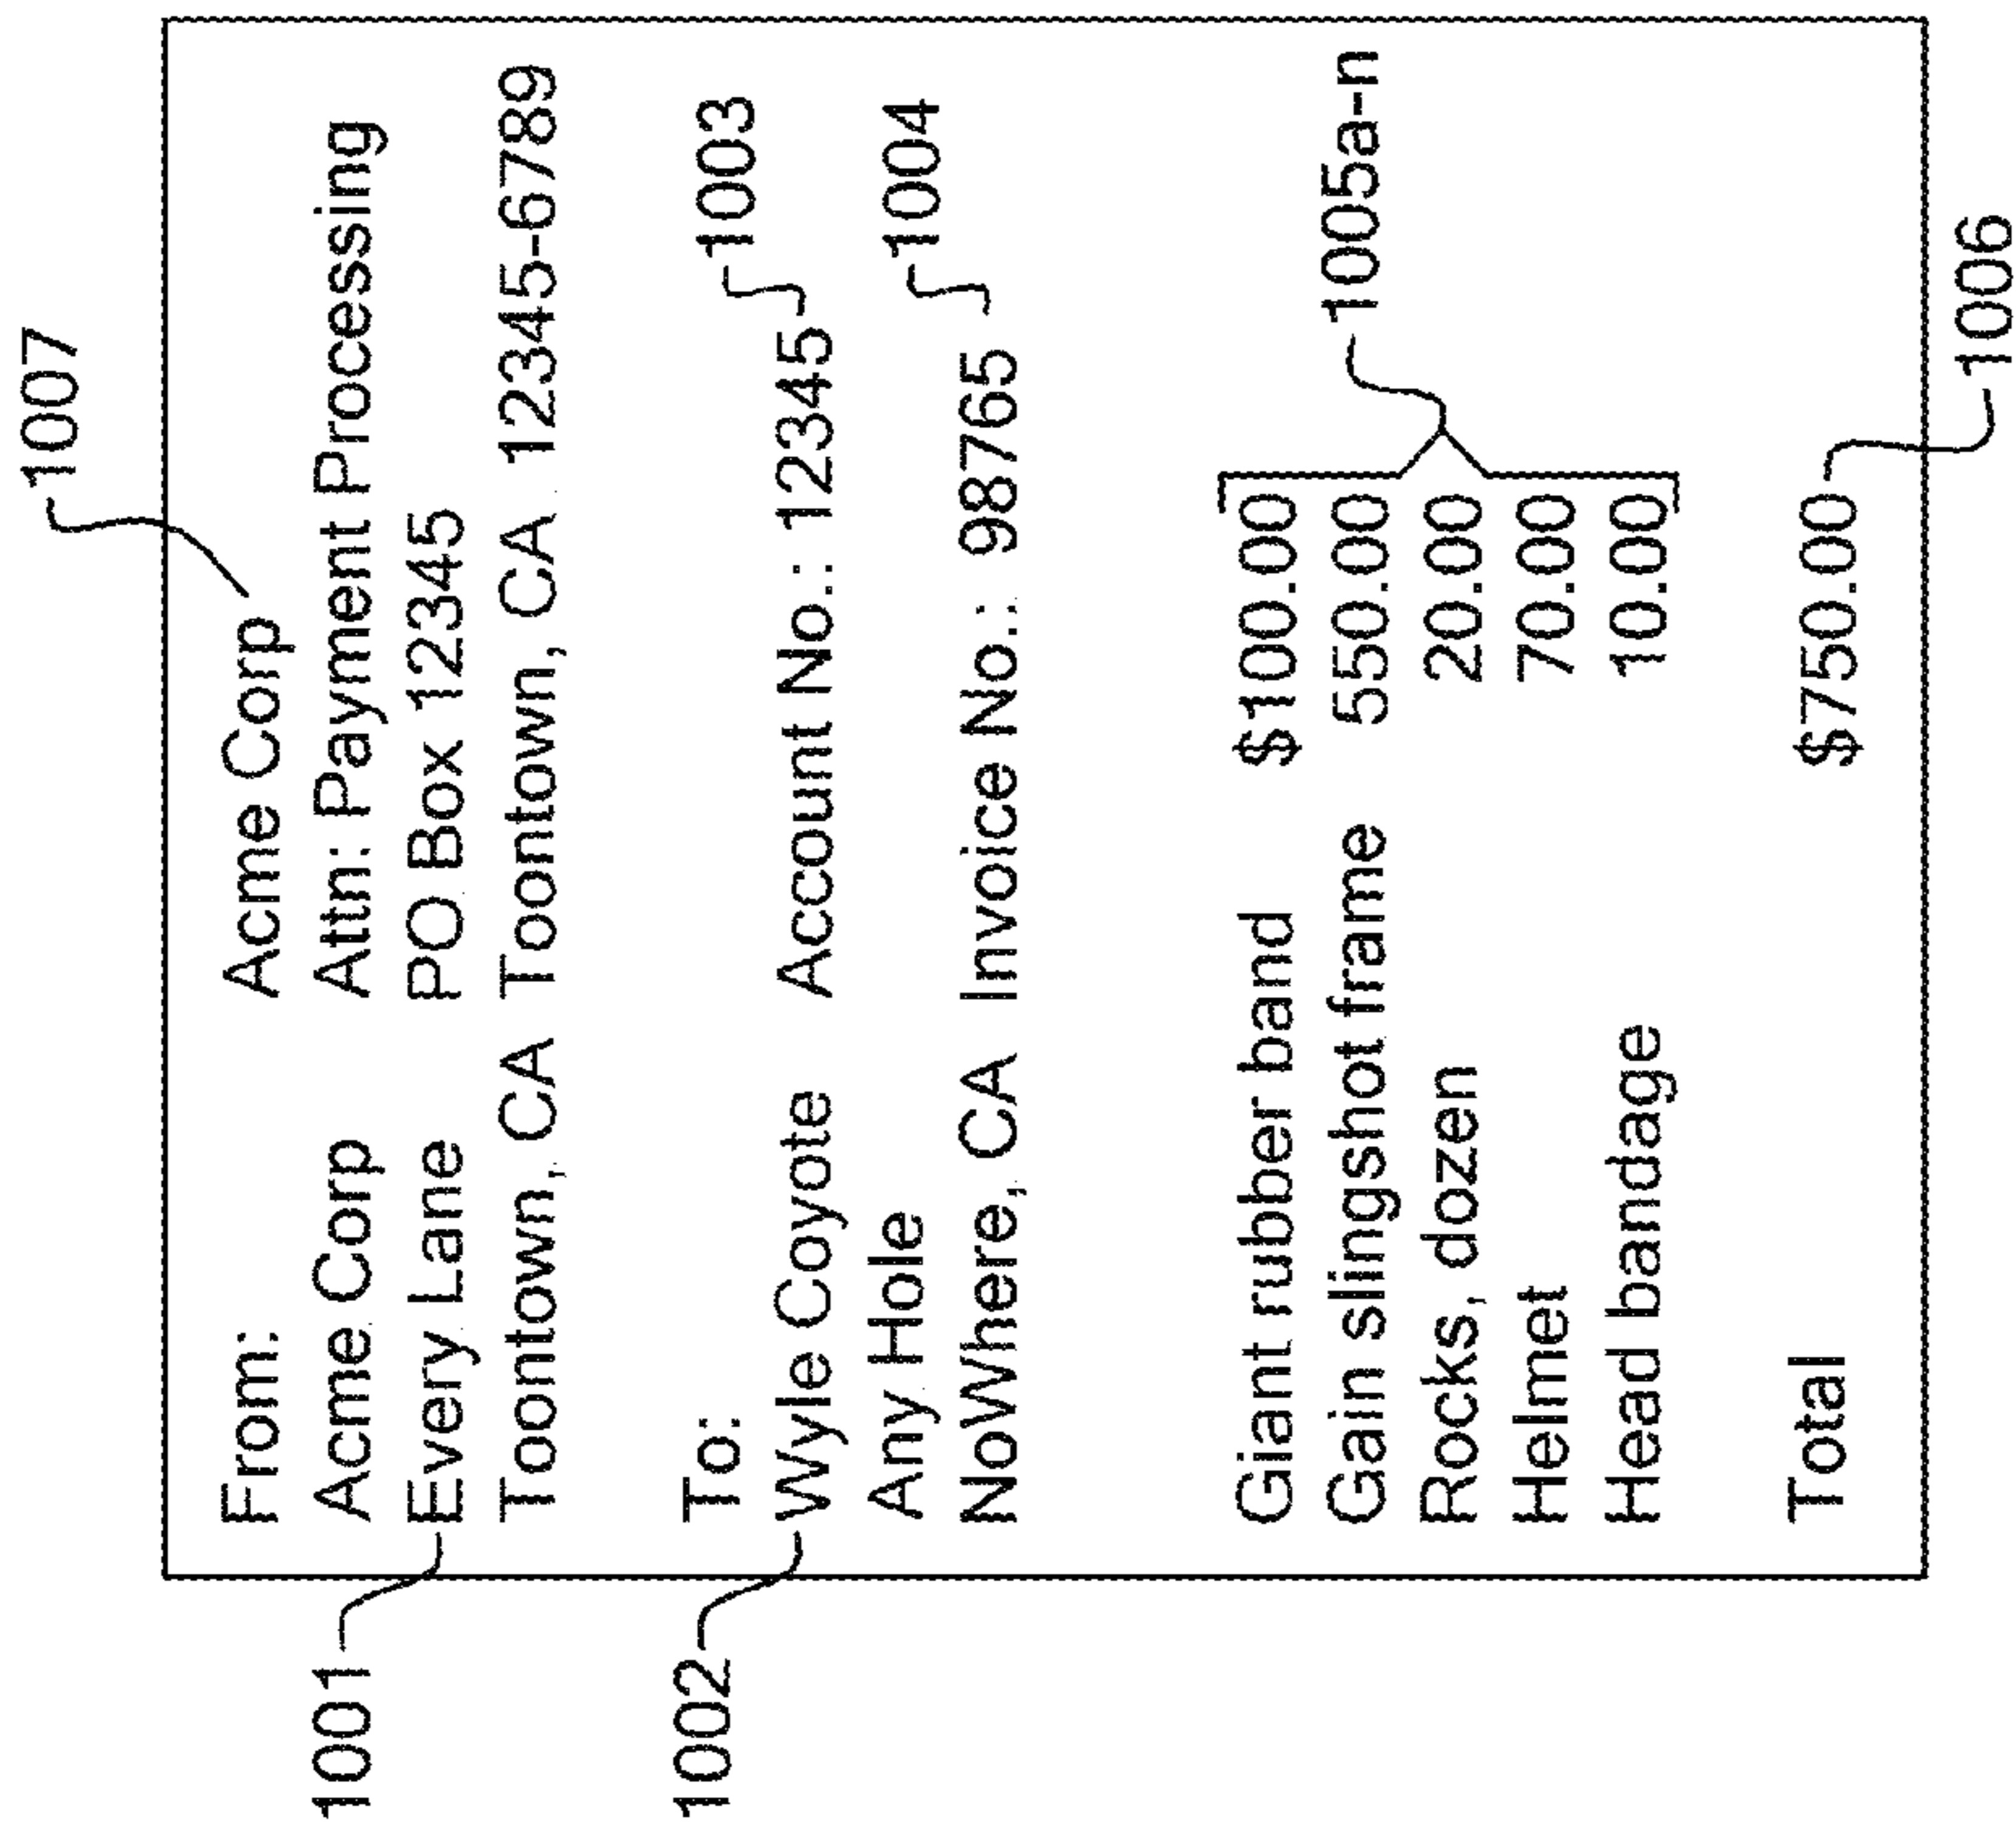 1007
From: Acme Corp
Acme Corp Attn: Payment Processing
1001 Every Lane PO Box 12345
Toontown, CA Toontown, CA 12345-6789
To: 1003
1002 Wyle Coyote Account No.: 12345
Any Hole 1004
NoWhere, CA Invoice No.: 98765
Giant rubber band $100.00
Gain slingshot frame 550.00 1005a-n
Rocks, dozen 20.00
Helmet 70.00
Head bandage 10.00
Total $750.00
1006